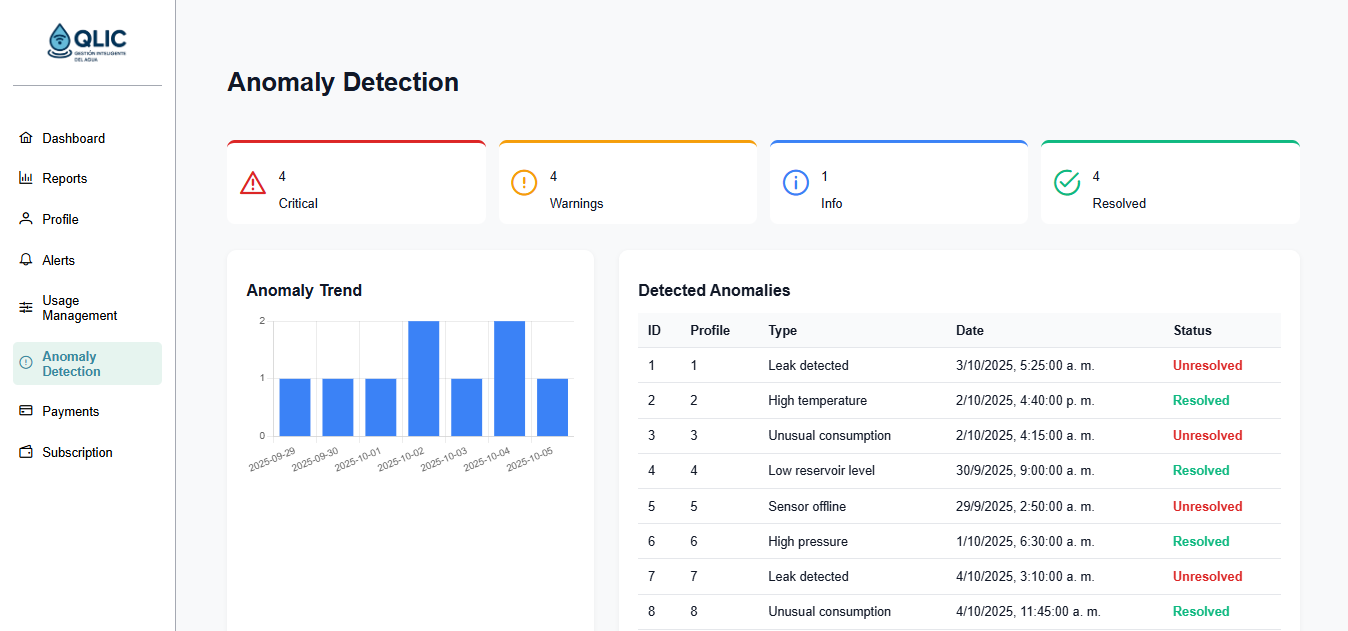 QLIC
GESTIÓN INTELIGENTE
DEL AGUA
Dashboard
Reports
Profile
Alerts
Usage
Management
Anomaly
Detection
Payments
Subscription
Anomaly Detection
4
Critical
4
Warnings
1
Info
4
Resolved
Anomaly Trend
2
1
0
2025-09-29 2025-09-30 2025-10-01 2025-10-02 2025-10-03 2025-10-04 2025-10-05
Detected Anomalies
ID Profile Type Date Status
1 1 Leak detected 3/10/2025, 5:25:00 a. m. Unresolved
2 2 High temperature 2/10/2025, 4:40:00 p. m. Resolved
3 3 Unusual consumption 2/10/2025, 4:15:00 a. m. Unresolved
4 4 Low reservoir level 30/9/2025, 9:00:00 a. m. Resolved
5 5 Sensor offline 29/9/2025, 2:50:00 a. m. Unresolved
6 6 High pressure 1/10/2025, 6:30:00 a. m. Resolved
7 7 Leak detected 4/10/2025, 3:10:00 a. m. Unresolved
8 8 Unusual consumption 4/10/2025, 11:45:00 a. m. Resolved